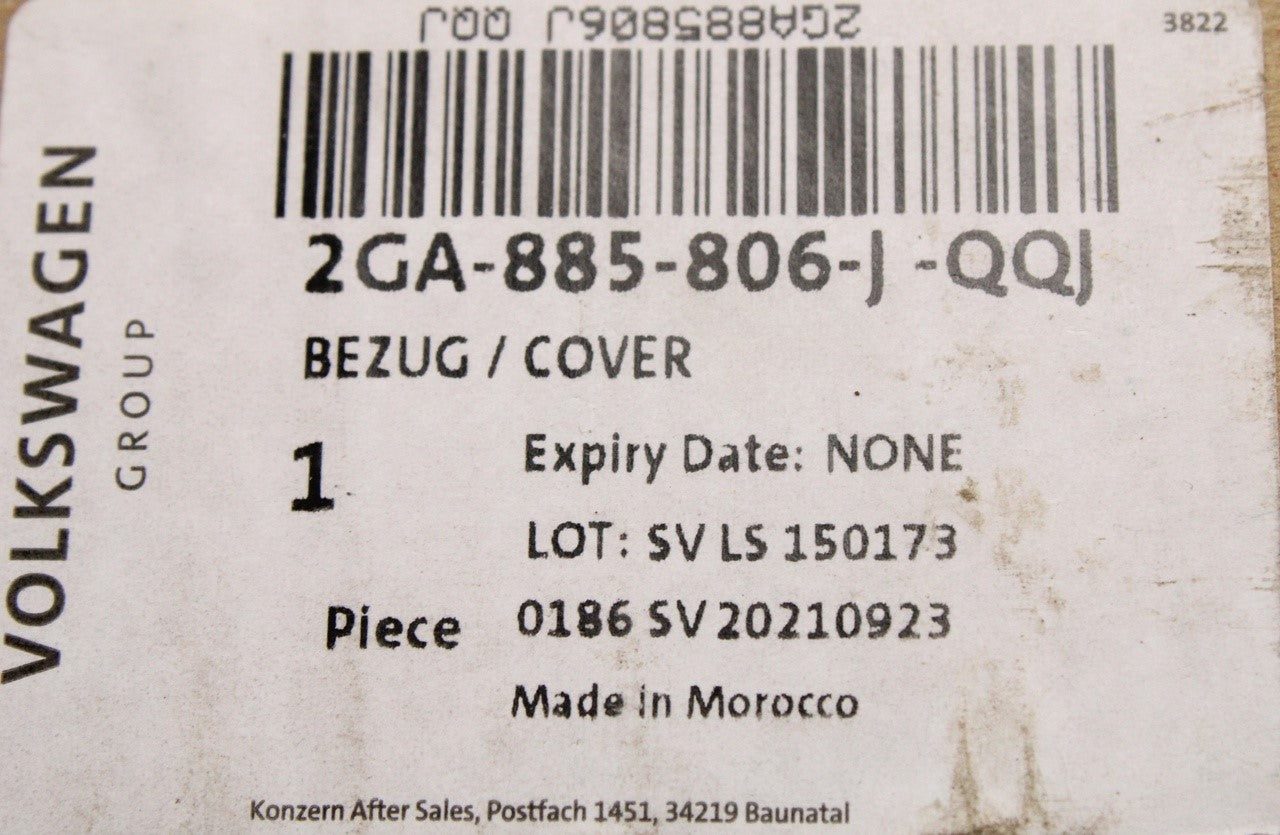 2GA885806J QQJ
3822
2GA-885-806-J -QQJ
BEZUG / COVER
1
Expiry Date: NONE
LOT: SV LS 150173
Piece
0186 SV 20210923
Made in Morocco
Konzern After Sales, Postfach 1451, 34219 Baunatal
VOLKSWAGEN
GROUP